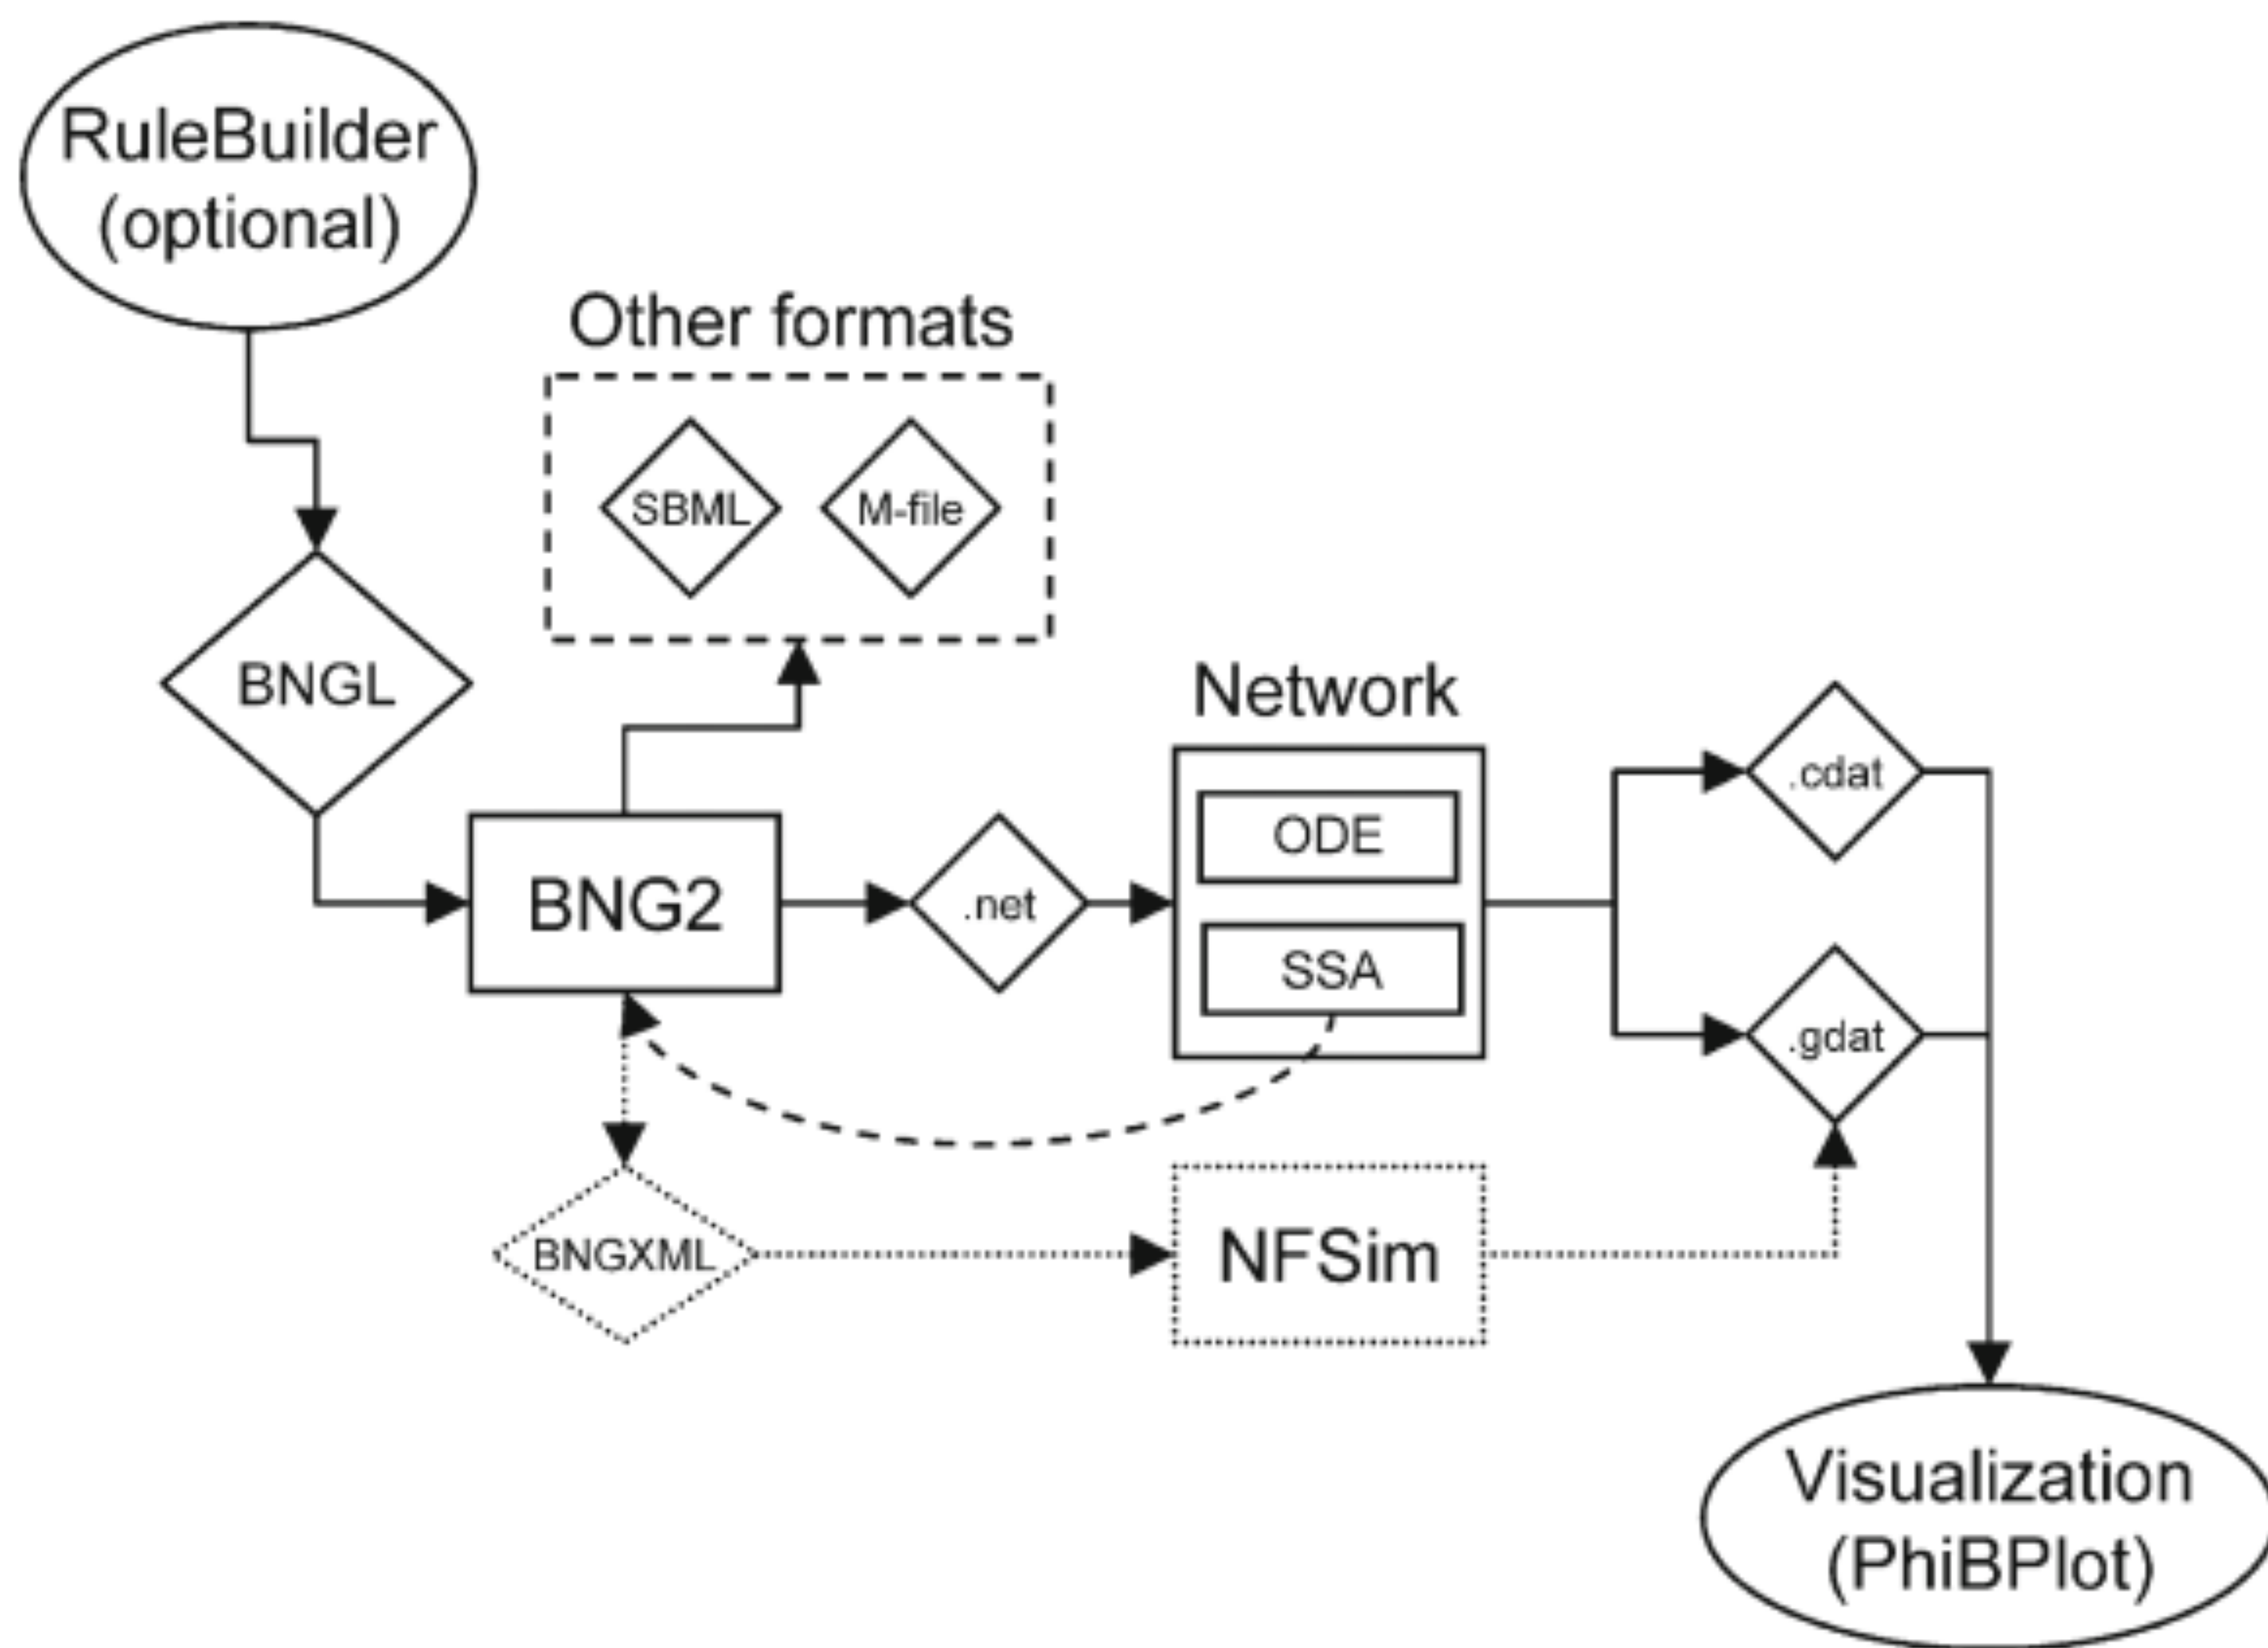 RuleBuilder
(optional)
Other formats
SBML
M-file
BNGL
Network
ODE
.cdat
BNG2
.net
SSA
.gdat
BNGXML
NFSim
Visualization
(PhiBPlot)